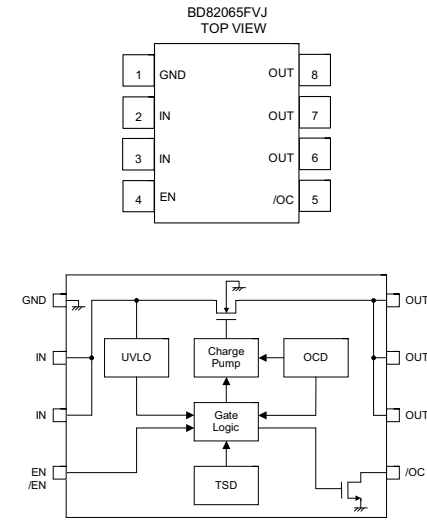 BD82065FVJ
TOP VIEW
1 GND OUT 8
2 IN OUT 7
3 IN OUT 6
4 EN /OC 5
GND OUT
IN UVLO Charge OCD OUT
Pump
IN Gate OUT
Logic
EN /OC
/EN TSD